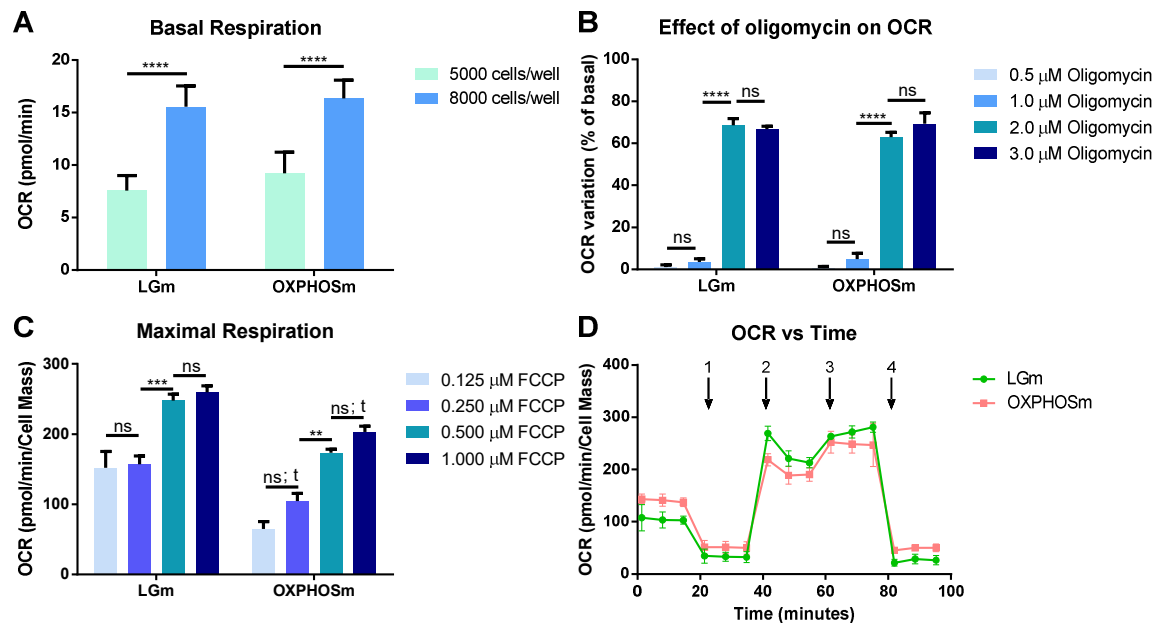 A
Basal Respiration
OCR (pmol/min)
20
15
10
5
0
****
****
LGm
OXPHOSm
5000 cells/well
8000 cells/well
B
Effect of oligomycin on OCR
OCR variation (% of basal)
100
80
60
40
20
0
ns
****
ns
ns
****
ns
LGm
OXPHOSm
0.5 μM Oligomycin
1.0 μM Oligomycin
2.0 μM Oligomycin
3.0 μM Oligomycin
C
Maximal Respiration
OCR (pmol/min/Cell Mass)
300
200
100
0
ns
***
ns
ns; t
**
ns; t
LGm
OXPHOSm
0.125 μM FCCP
0.250 μM FCCP
0.500 μM FCCP
1.000 μM FCCP
D
OCR vs Time
OCR (pmol/min/Cell Mass)
400
300
200
100
0
1
2
3
4
0
20
40
60
80
100
Time (minutes)
LGm
OXPHOSm